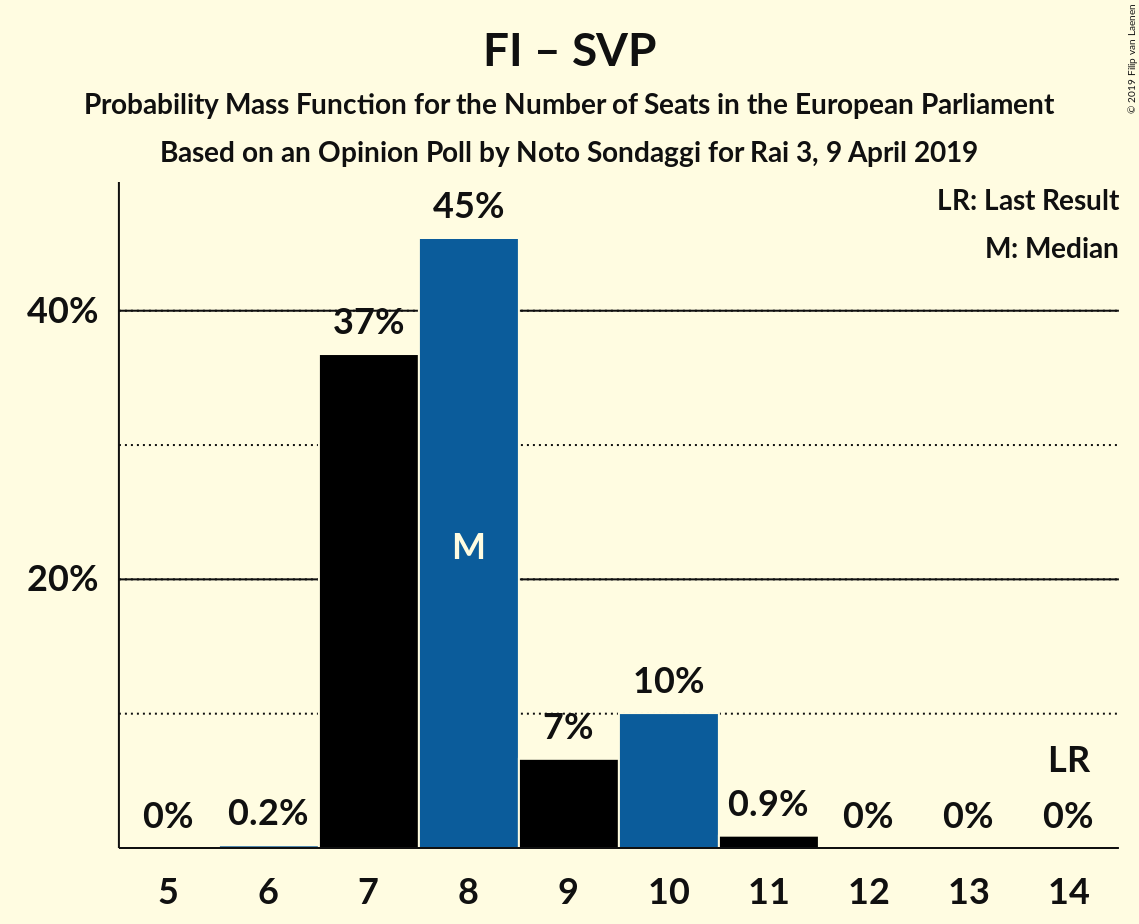 FI – SVP
Probability Mass Function for the Number of Seats in the European Parliament
Based on an Opinion Poll by Noto Sondaggi for Rai 3, 9 April 2019
© 2019 Filip van Laenen
LR: Last Result
M: Median
40%
20%
0%
0.2%
37%
45%
M
7%
10%
0.9%
0%
0%
LR
0%
5 6 7 8 9 10 11 12 13 14